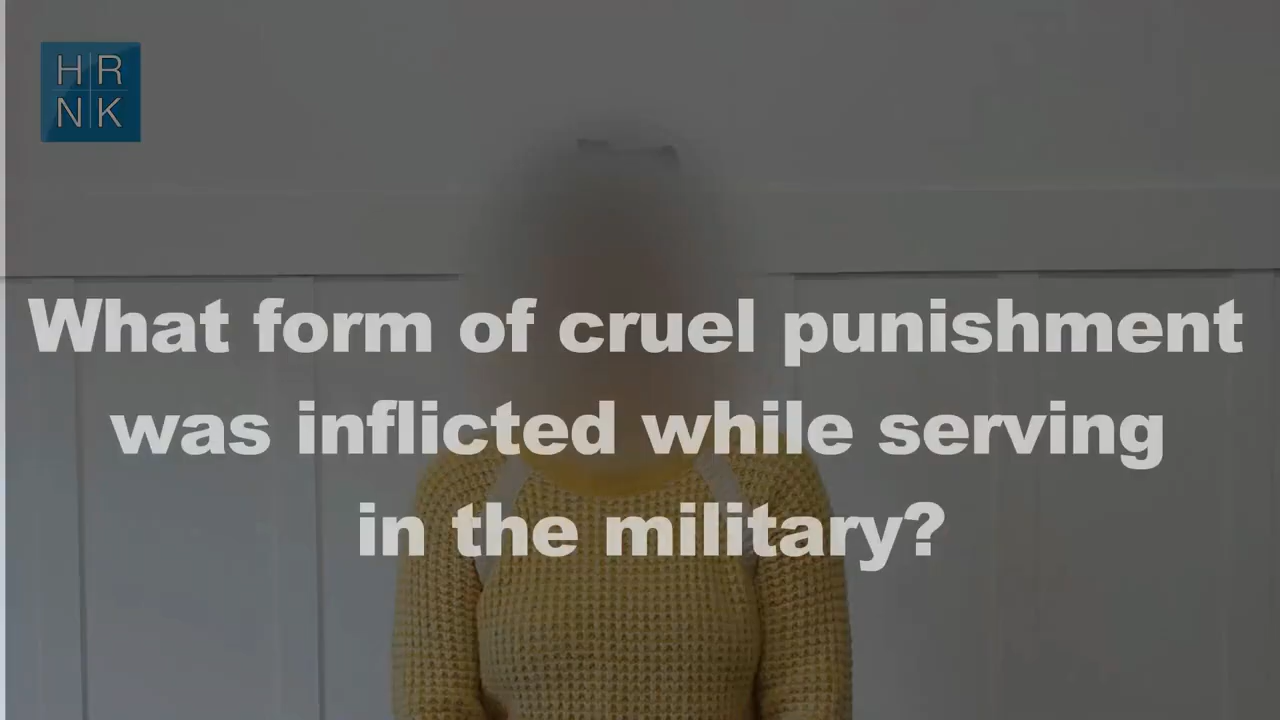 HR
NK
What form of cruel punishment
was inflicted while serving
in the military?